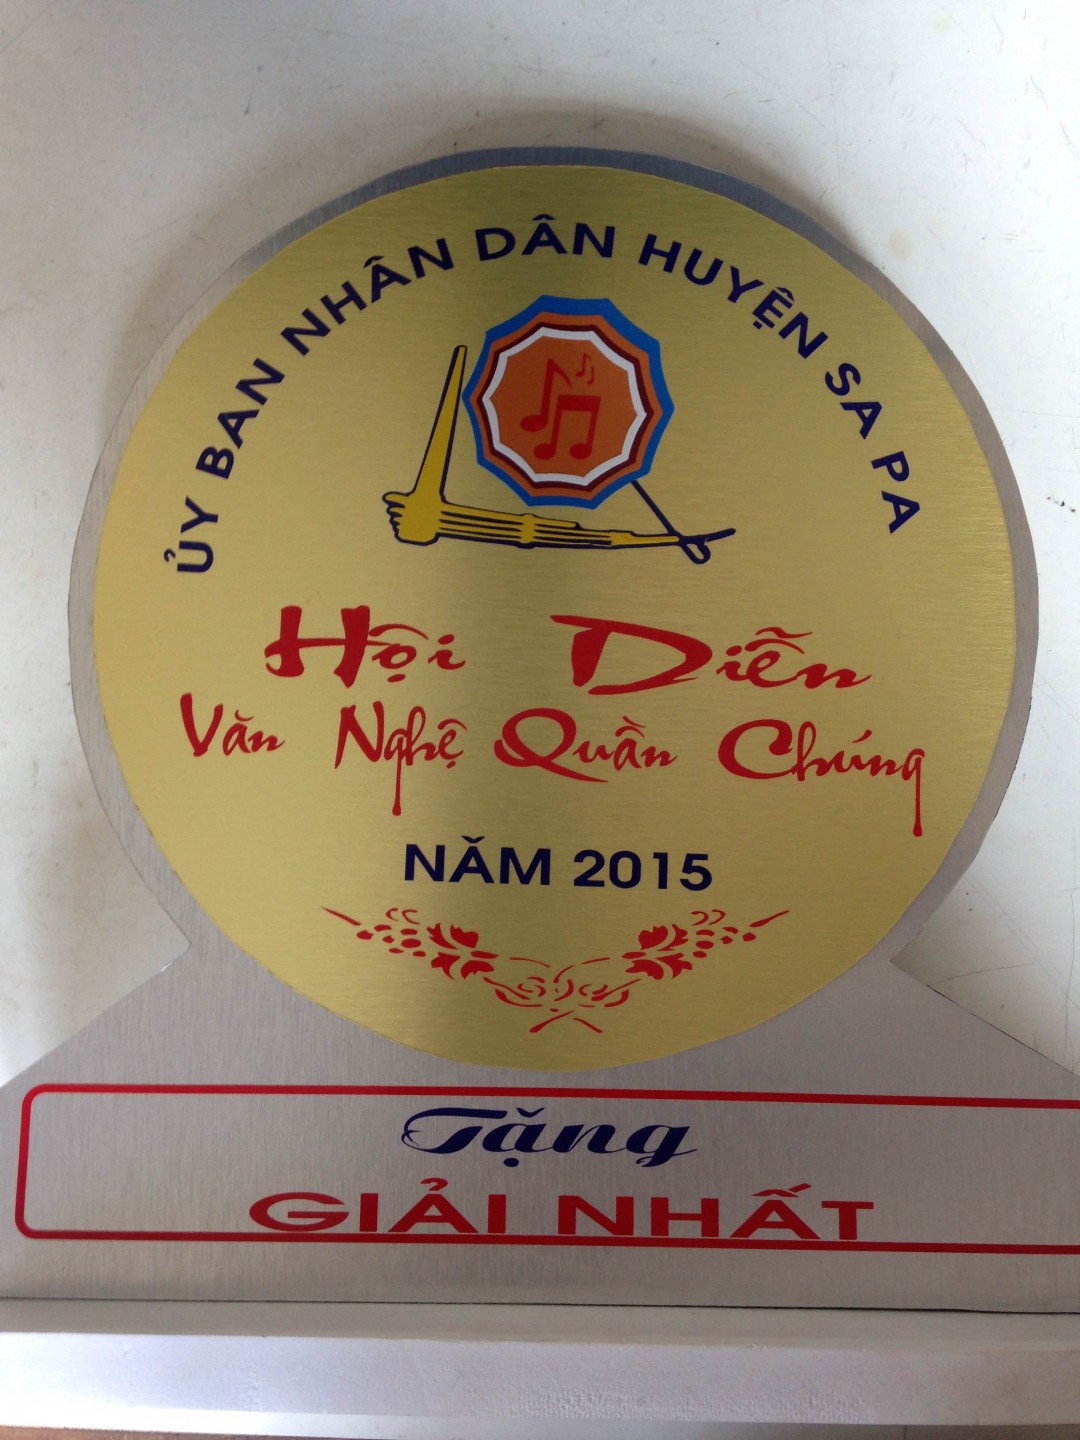 ỦY BAN NHÂN DÂN HUYỆN SA PA
Hội Diễn
Văn Nghệ Quần Chúng
NĂM 2015
Tặng
GIẢI NHẤT